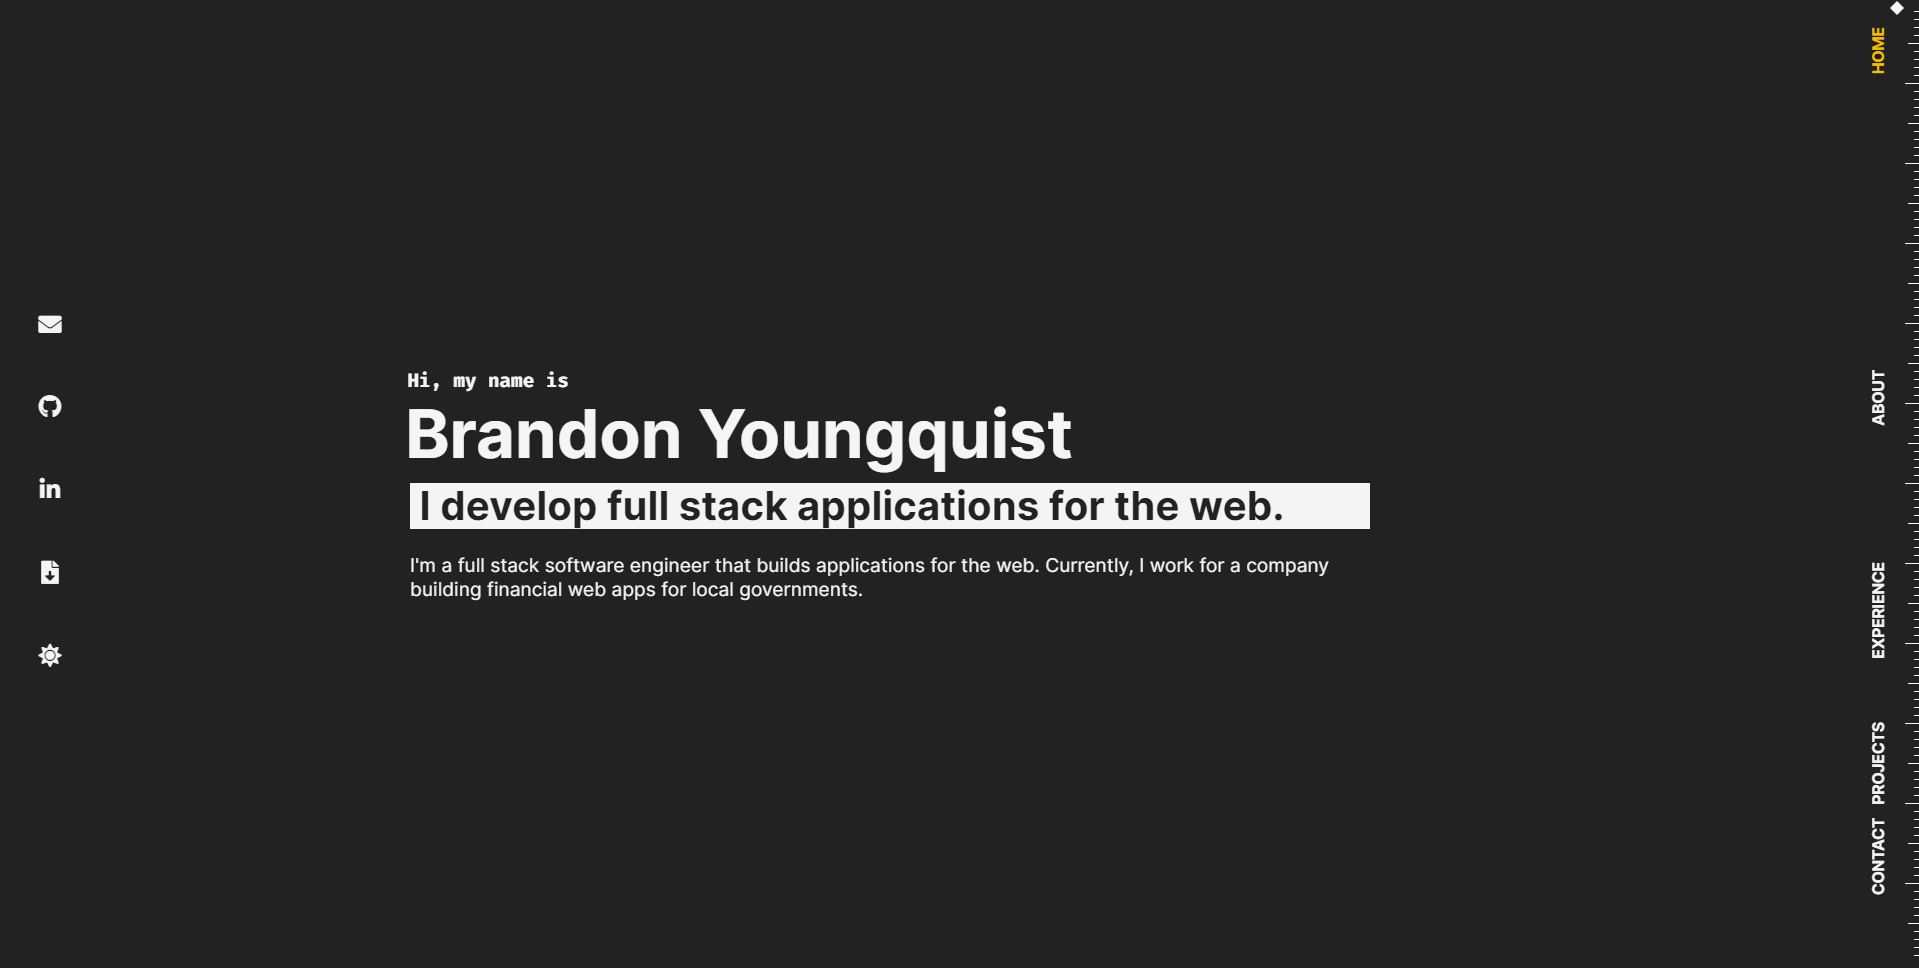 Hi, my name is
Brandon Youngquist
I develop full stack applications for the web.
I'm a full stack software engineer that builds applications for the web. Currently, I work for a company
building financial web apps for local governments.
HOME
ABOUT
EXPERIENCE
PROJECTS
CONTACT